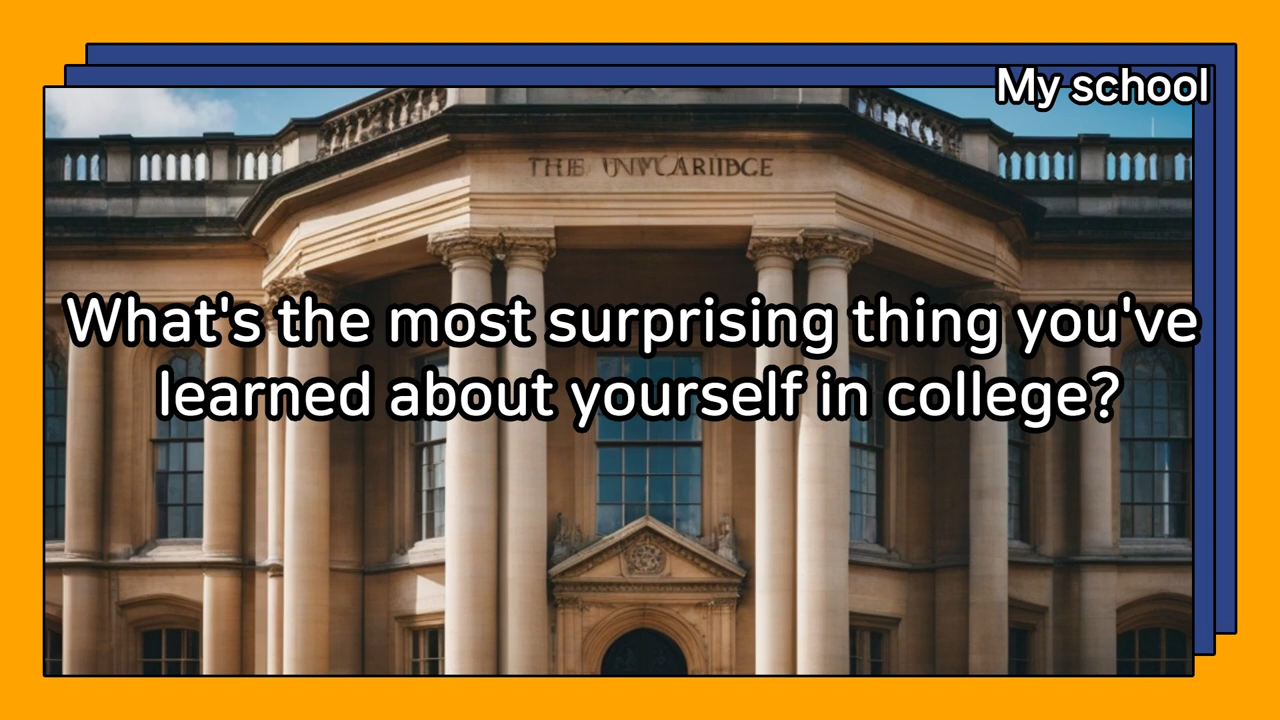 My school
THE
What's the most surprising thing you've
learned about yourself in college?